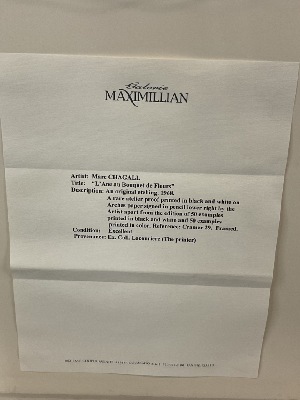 Galerie
MAXIMILLIAN
Artist: Marc CHAGALL
Title: "L'Ane au Bouquet de Fleurs"
Description: An original etching, 1960.
A rare atelier proof printed in black and white on
Arches paper signed in pencil lower right by the
Artist apart from the edition of 50 examples
printed in black and white and 50 examples
printed in color. Reference: Cramer 39. Framed.
Condition: Excellent
Provenance: Ex. Coll. Lacouriere (The printer)